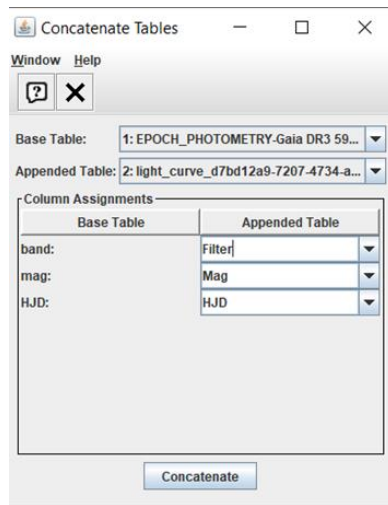 Concatenate Tables
Window Help
Base Table: 1: EPOCH_PHOTOMETRY-Gaia DR3 59...
Appended Table: 2: light_curve_d7bd12a9-7207-4734-a...
Column Assignments
Base Table Appended Table
band: Filter
mag: Mag
HJD: HJD
Concatenate